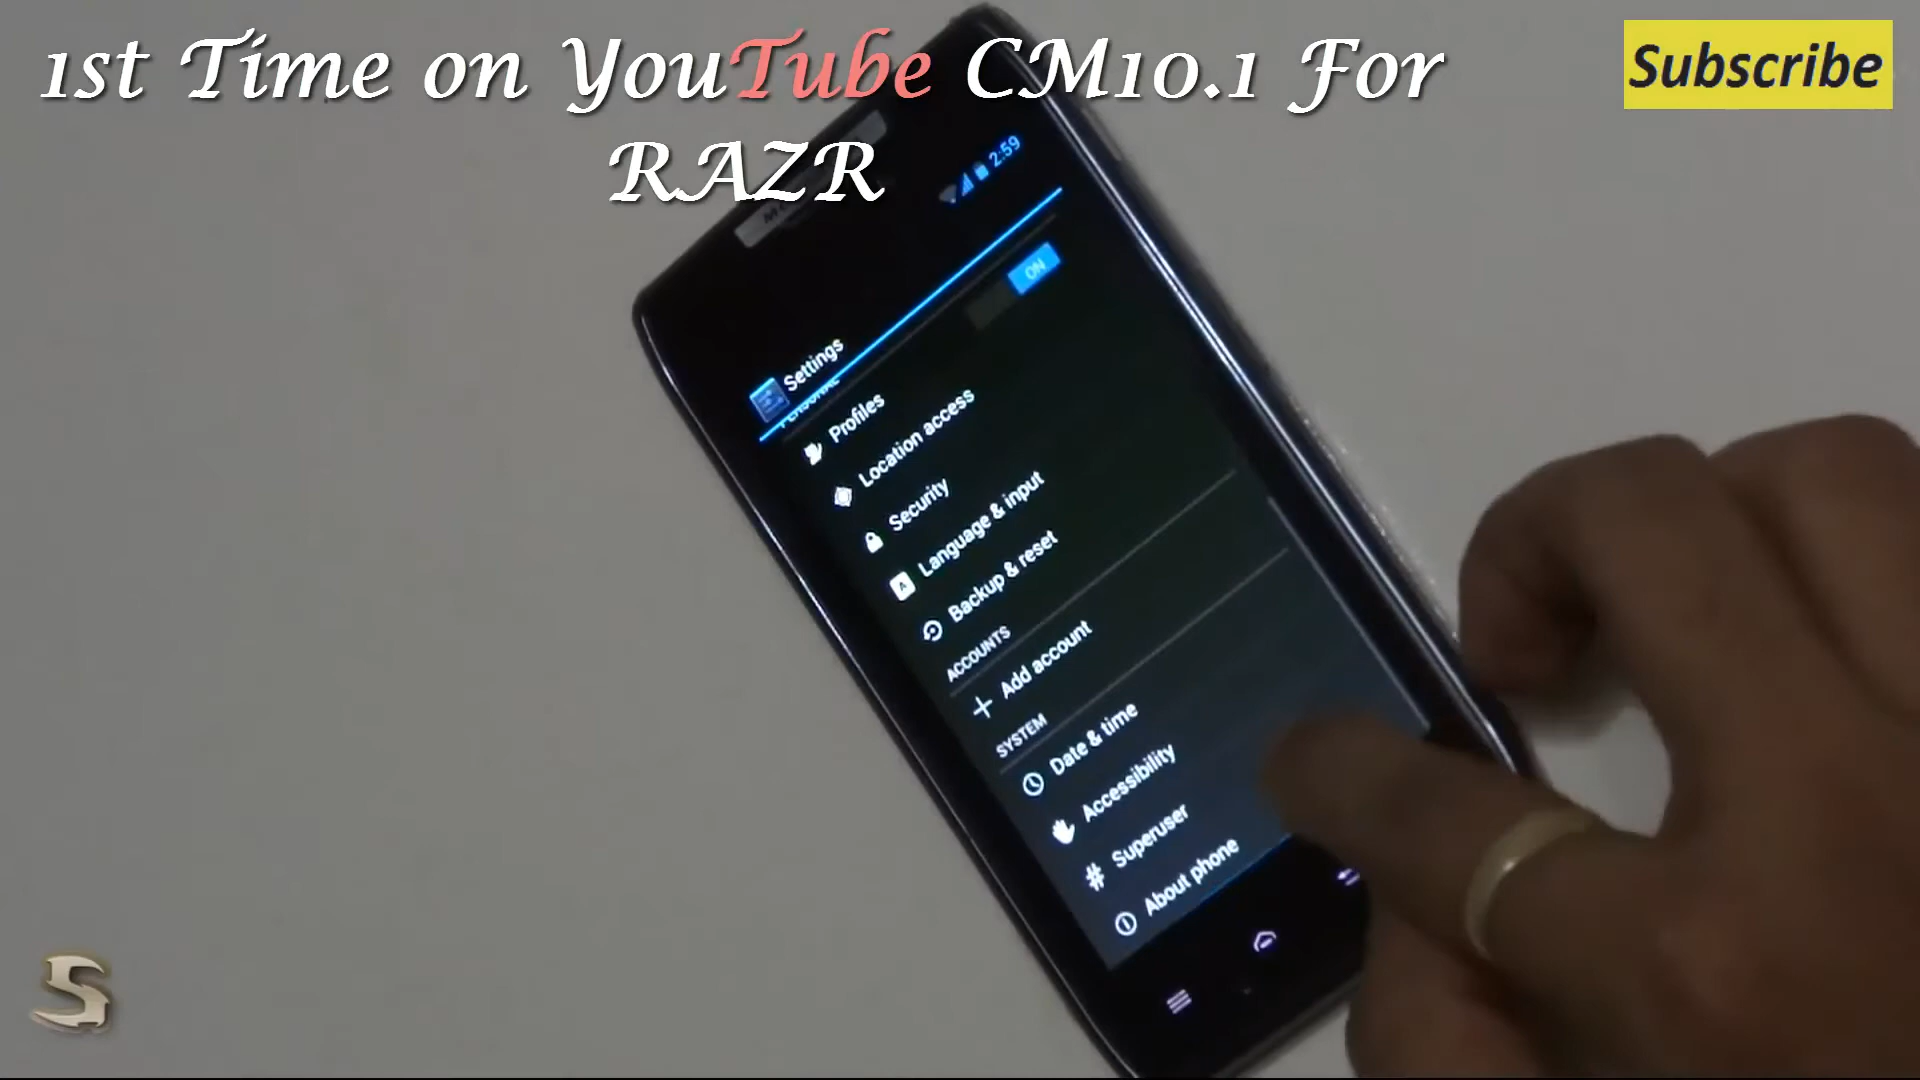 1st Time on YouTube CM10.1 For
RAZR
Subscribe
2:59
ON
Settings
PERSONAL
Profiles
Location access
Security
Language & input
Backup & reset
ACCOUNTS
Add account
SYSTEM
Date & time
Accessibility
# Superuser
About phone
S